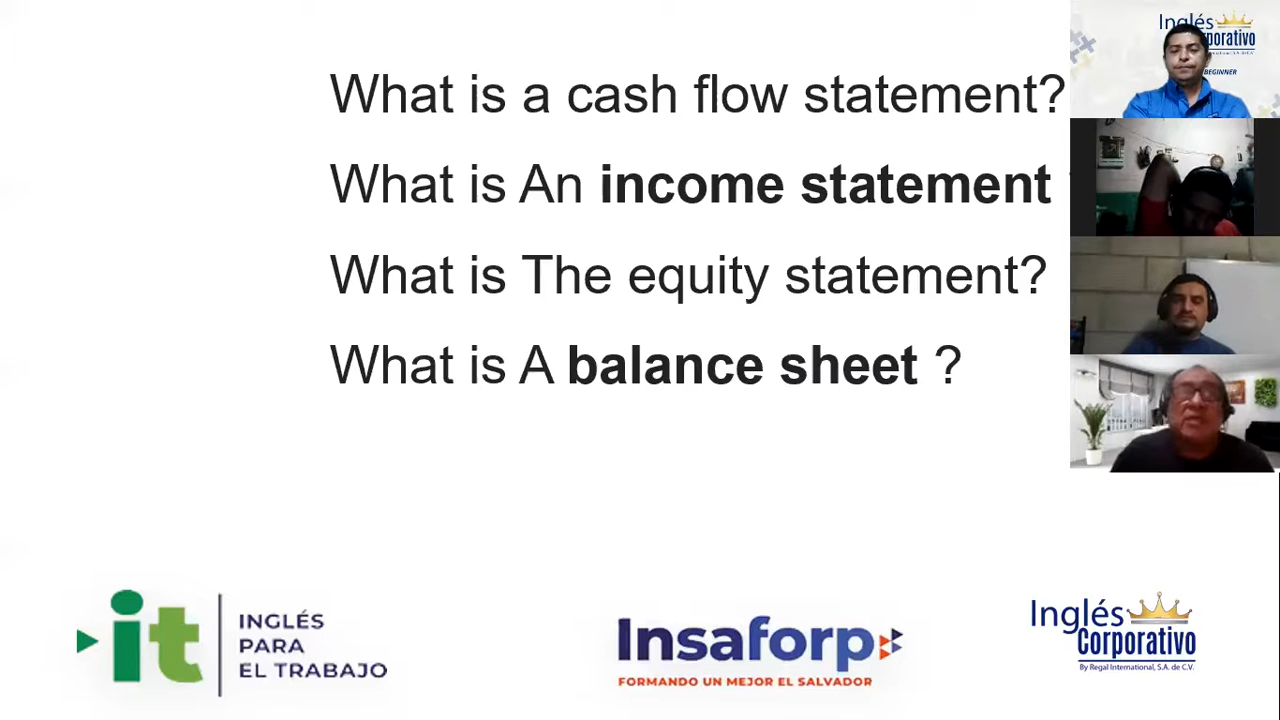 What is a cash flow statement?
What is An income statement
What is The equity statement?
What is A balance sheet ?
it
INGLÉS
PARA
EL TRABAJO
Insaforp
FORMANDO UN MEJOR EL SALVADOR
Inglés
Corporativo
By Regal International, S.A. de C.V.
Inglés
Corporativo
BEGINNER